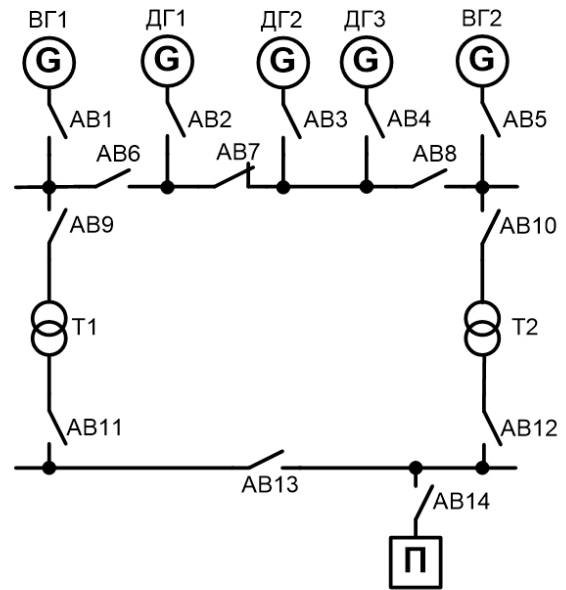 ВГ1 ДГ1 ДГ2 ДГ3 ВГ2
G G G G G
АВ1 АВ2 АВ3 АВ4 АВ5
АВ6 АВ7 АВ8
АВ9 АВ10
Т1 Т2
АВ11 АВ12
АВ13
АВ14
П